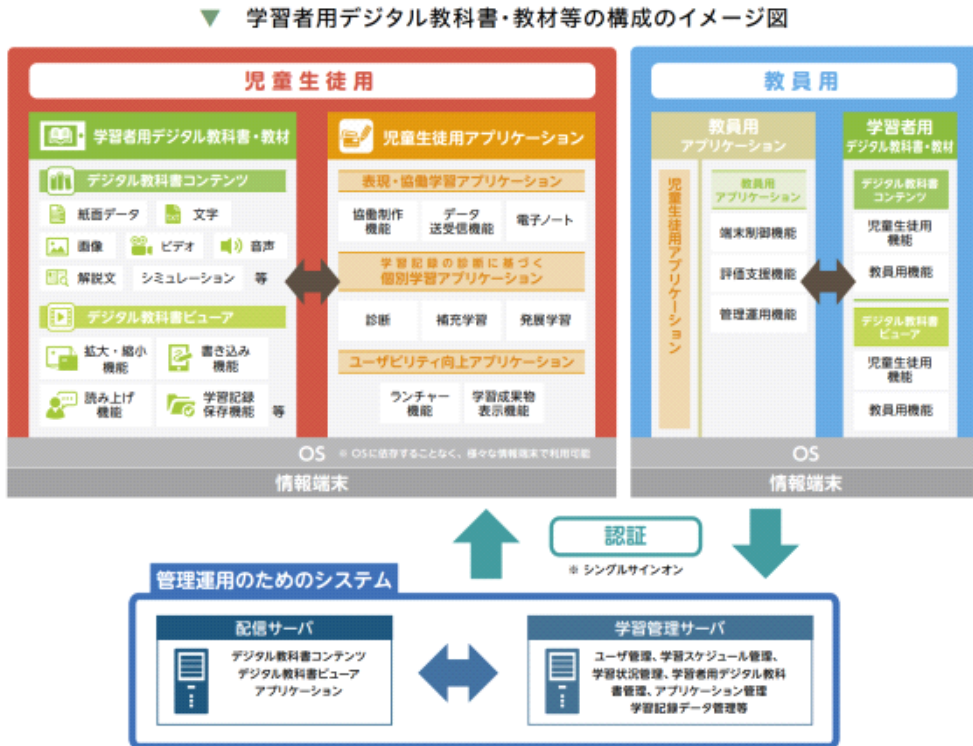 ▼ 学習者用デジタル教科書・教材等の構成のイメージ図
児童生徒用
学習者用デジタル教科書・教材
デジタル教科書コンテンツ
紙面データ
文字
画像
ビデオ
音声
解説文
シミュレーション
等
デジタル教科書ビューア
拡大・縮小
機能
書き込み
機能
読み上げ
機能
学習記録
保存機能
等
児童生徒用アプリケーション
表現・協働学習アプリケーション
協働制作
機能
データ
送受信機能
電子ノート
学習記録の診断に基づく
個別学習アプリケーション
診断
補充学習
発展学習
ユーザビリティ向上アプリケーション
ランチャー
機能
学習成果物
表示機能
OS ※ OSに依存することなく、様々な情報端末で利用可能
情報端末
教員用
教員用
アプリケーション
児童生徒用アプリケーション
教員用
アプリケーション
端末制御機能
評価支援機能
管理運用機能
学習者用
デジタル教科書・教材
デジタル教科書
コンテンツ
児童生徒用
機能
教員用機能
デジタル教科書
ビューア
児童生徒用
機能
教員用機能
OS
情報端末
認証
※ シングルサインオン
管理運用のためのシステム
配信サーバ
デジタル教科書コンテンツ
デジタル教科書ビューア
アプリケーション
学習管理サーバ
ユーザ管理、学習スケジュール管理、
学習状況管理、学習者用デジタル教科
書管理、アプリケーション管理
学習記録データ管理等